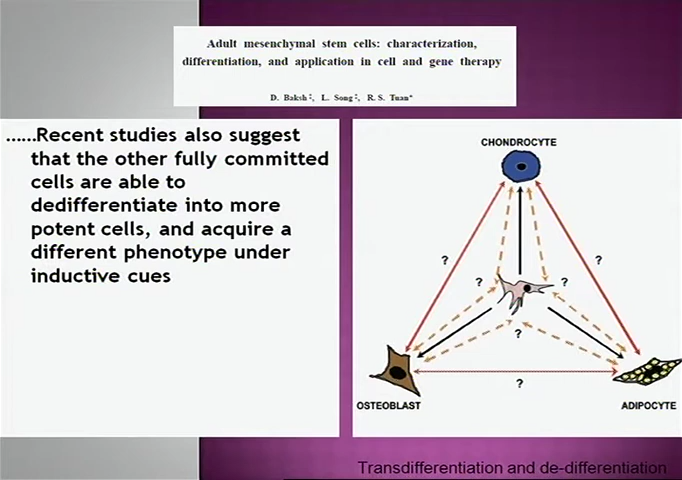 Adult mesenchymal stem cells: characterization,
differentiation, and application in cell and gene therapy
D. Baksh ‡, L. Song ‡, R. S. Tuan*
......Recent studies also suggest
that the other fully committed
cells are able to
dedifferentiate into more
potent cells, and acquire a
different phenotype under
inductive cues
CHONDROCYTE
?
?
?
?
?
?
OSTEOBLAST
ADIPOCYTE
Transdifferentiation and de-differentiation